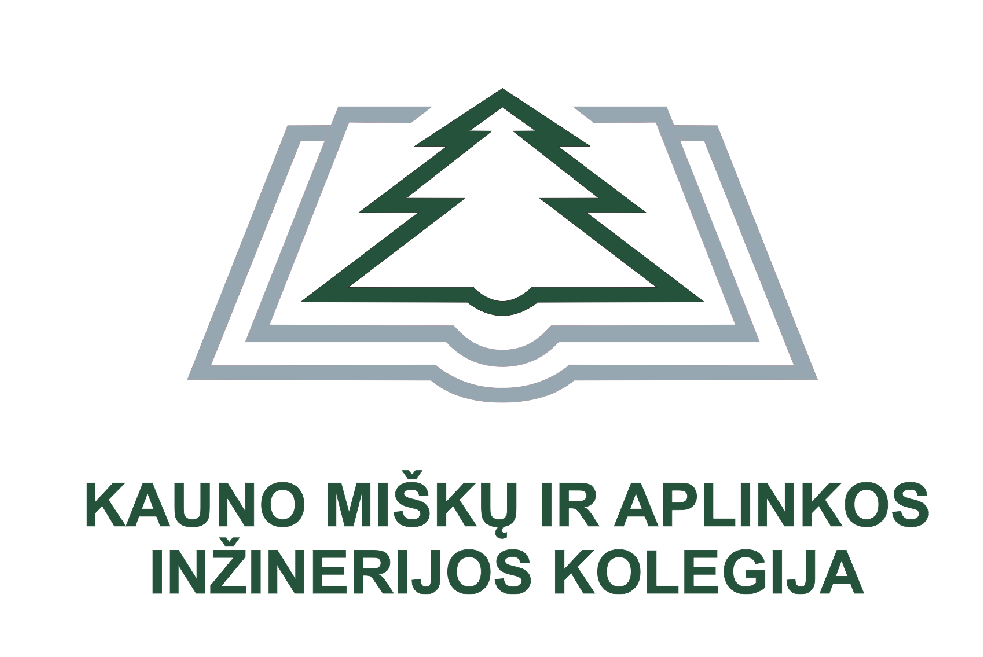 KAUNO MIŠKŲ IR APLINKOS
INŽINERIJOS KOLEGIJA